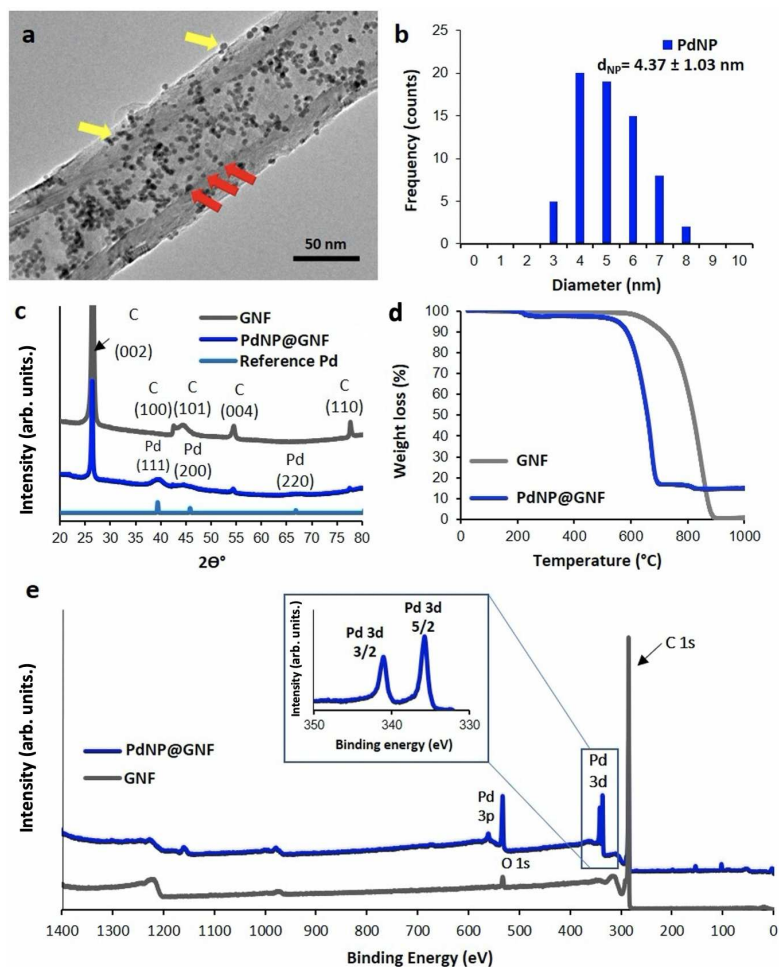 a
50 nm
b
PdNP
dNP= 4.37 ± 1.03 nm
Frequency (counts)
25
20
15
10
5
0
0 1 2 3 4 5 6 7 8 9 10
Diameter (nm)
c
GNF
PdNP@GNF
Reference Pd
C
(002)
C
(100)
C
(101)
C
(004)
C
(110)
Pd
(111)
Pd
(200)
Pd
(220)
Intensity (arb. units.)
20 25 30 35 40 45 50 55 60 65 70 75 80
2Ɵ°
d
100
90
80
70
60
50
40
30
20
10
0
Weight loss (%)
GNF
PdNP@GNF
0 200 400 600 800 1000
Temperature (°C)
e
Intensity (arb. units.)
PdNP@GNF
GNF
Intensity (arb. units.)
Pd 3d
3/2
Pd 3d
5/2
350 340 330
Binding energy (eV)
C 1s
Pd
3d
Pd
3p
O 1s
1400 1300 1200 1100 1000 900 800 700 600 500 400 300 200 100 0
Binding Energy (eV)